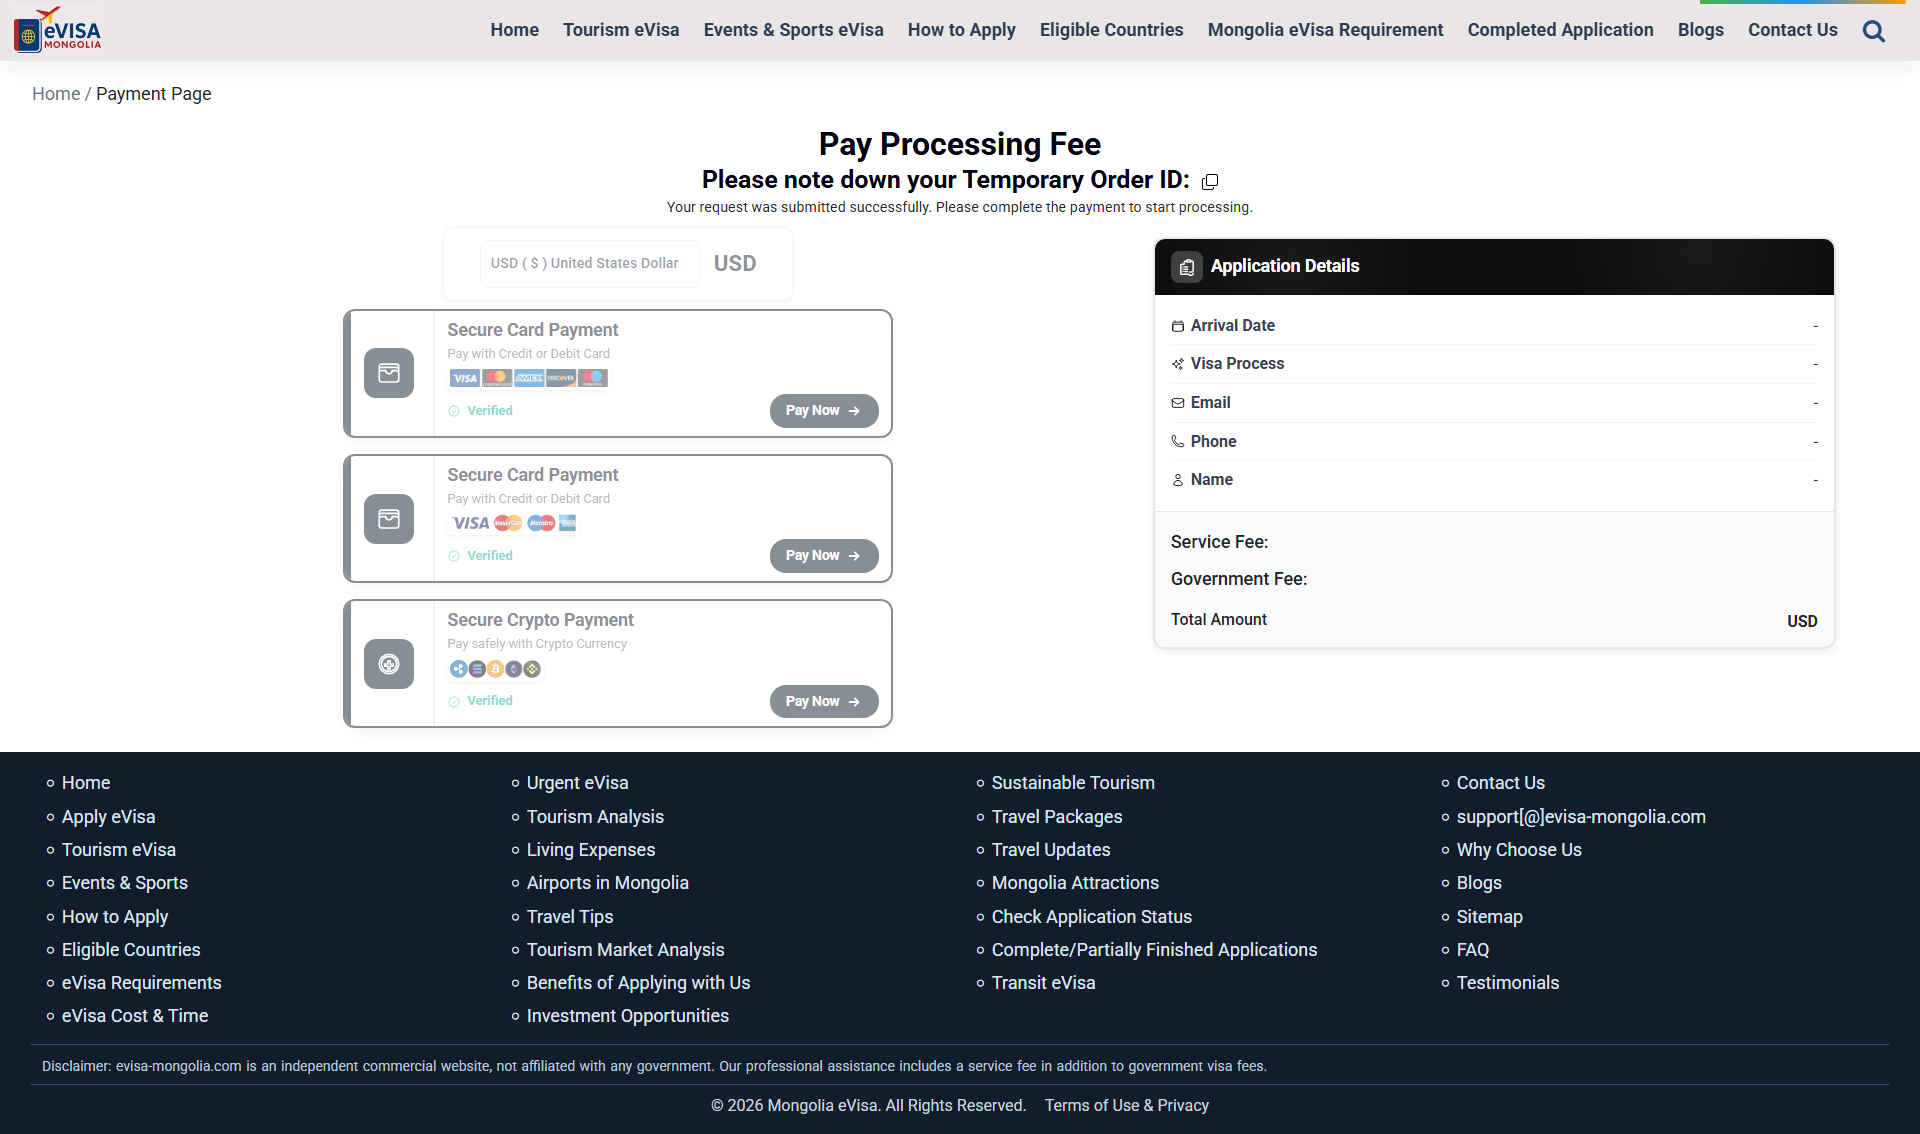 eVISA
MONGOLIA
Home Tourism eVisa Events & Sports eVisa How to Apply Eligible Countries Mongolia eVisa Requirement Completed Application Blogs Contact Us
Home / Payment Page
Pay Processing Fee
Please note down your Temporary Order ID:
Your request was submitted successfully. Please complete the payment to start processing.
USD ( $ ) United States Dollar USD
Secure Card Payment
Pay with Credit or Debit Card
VISA AMEX DISCOVER
Verified
Pay Now
Secure Card Payment
Pay with Credit or Debit Card
VISA MasterCard Maestro
Verified
Pay Now
Secure Crypto Payment
Pay safely with Crypto Currency
Verified
Pay Now
Application Details
Arrival Date -
Visa Process -
Email -
Phone -
Name -
Service Fee:
Government Fee:
Total Amount USD
Home
Apply eVisa
Tourism eVisa
Events & Sports
How to Apply
Eligible Countries
eVisa Requirements
eVisa Cost & Time
Urgent eVisa
Tourism Analysis
Living Expenses
Airports in Mongolia
Travel Tips
Tourism Market Analysis
Benefits of Applying with Us
Investment Opportunities
Sustainable Tourism
Travel Packages
Travel Updates
Mongolia Attractions
Check Application Status
Complete/Partially Finished Applications
Transit eVisa
Contact Us
support[@]evisa-mongolia.com
Why Choose Us
Blogs
Sitemap
FAQ
Testimonials
Disclaimer: evisa-mongolia.com is an independent commercial website, not affiliated with any government. Our professional assistance includes a service fee in addition to government visa fees.
© 2026 Mongolia eVisa. All Rights Reserved. Terms of Use & Privacy